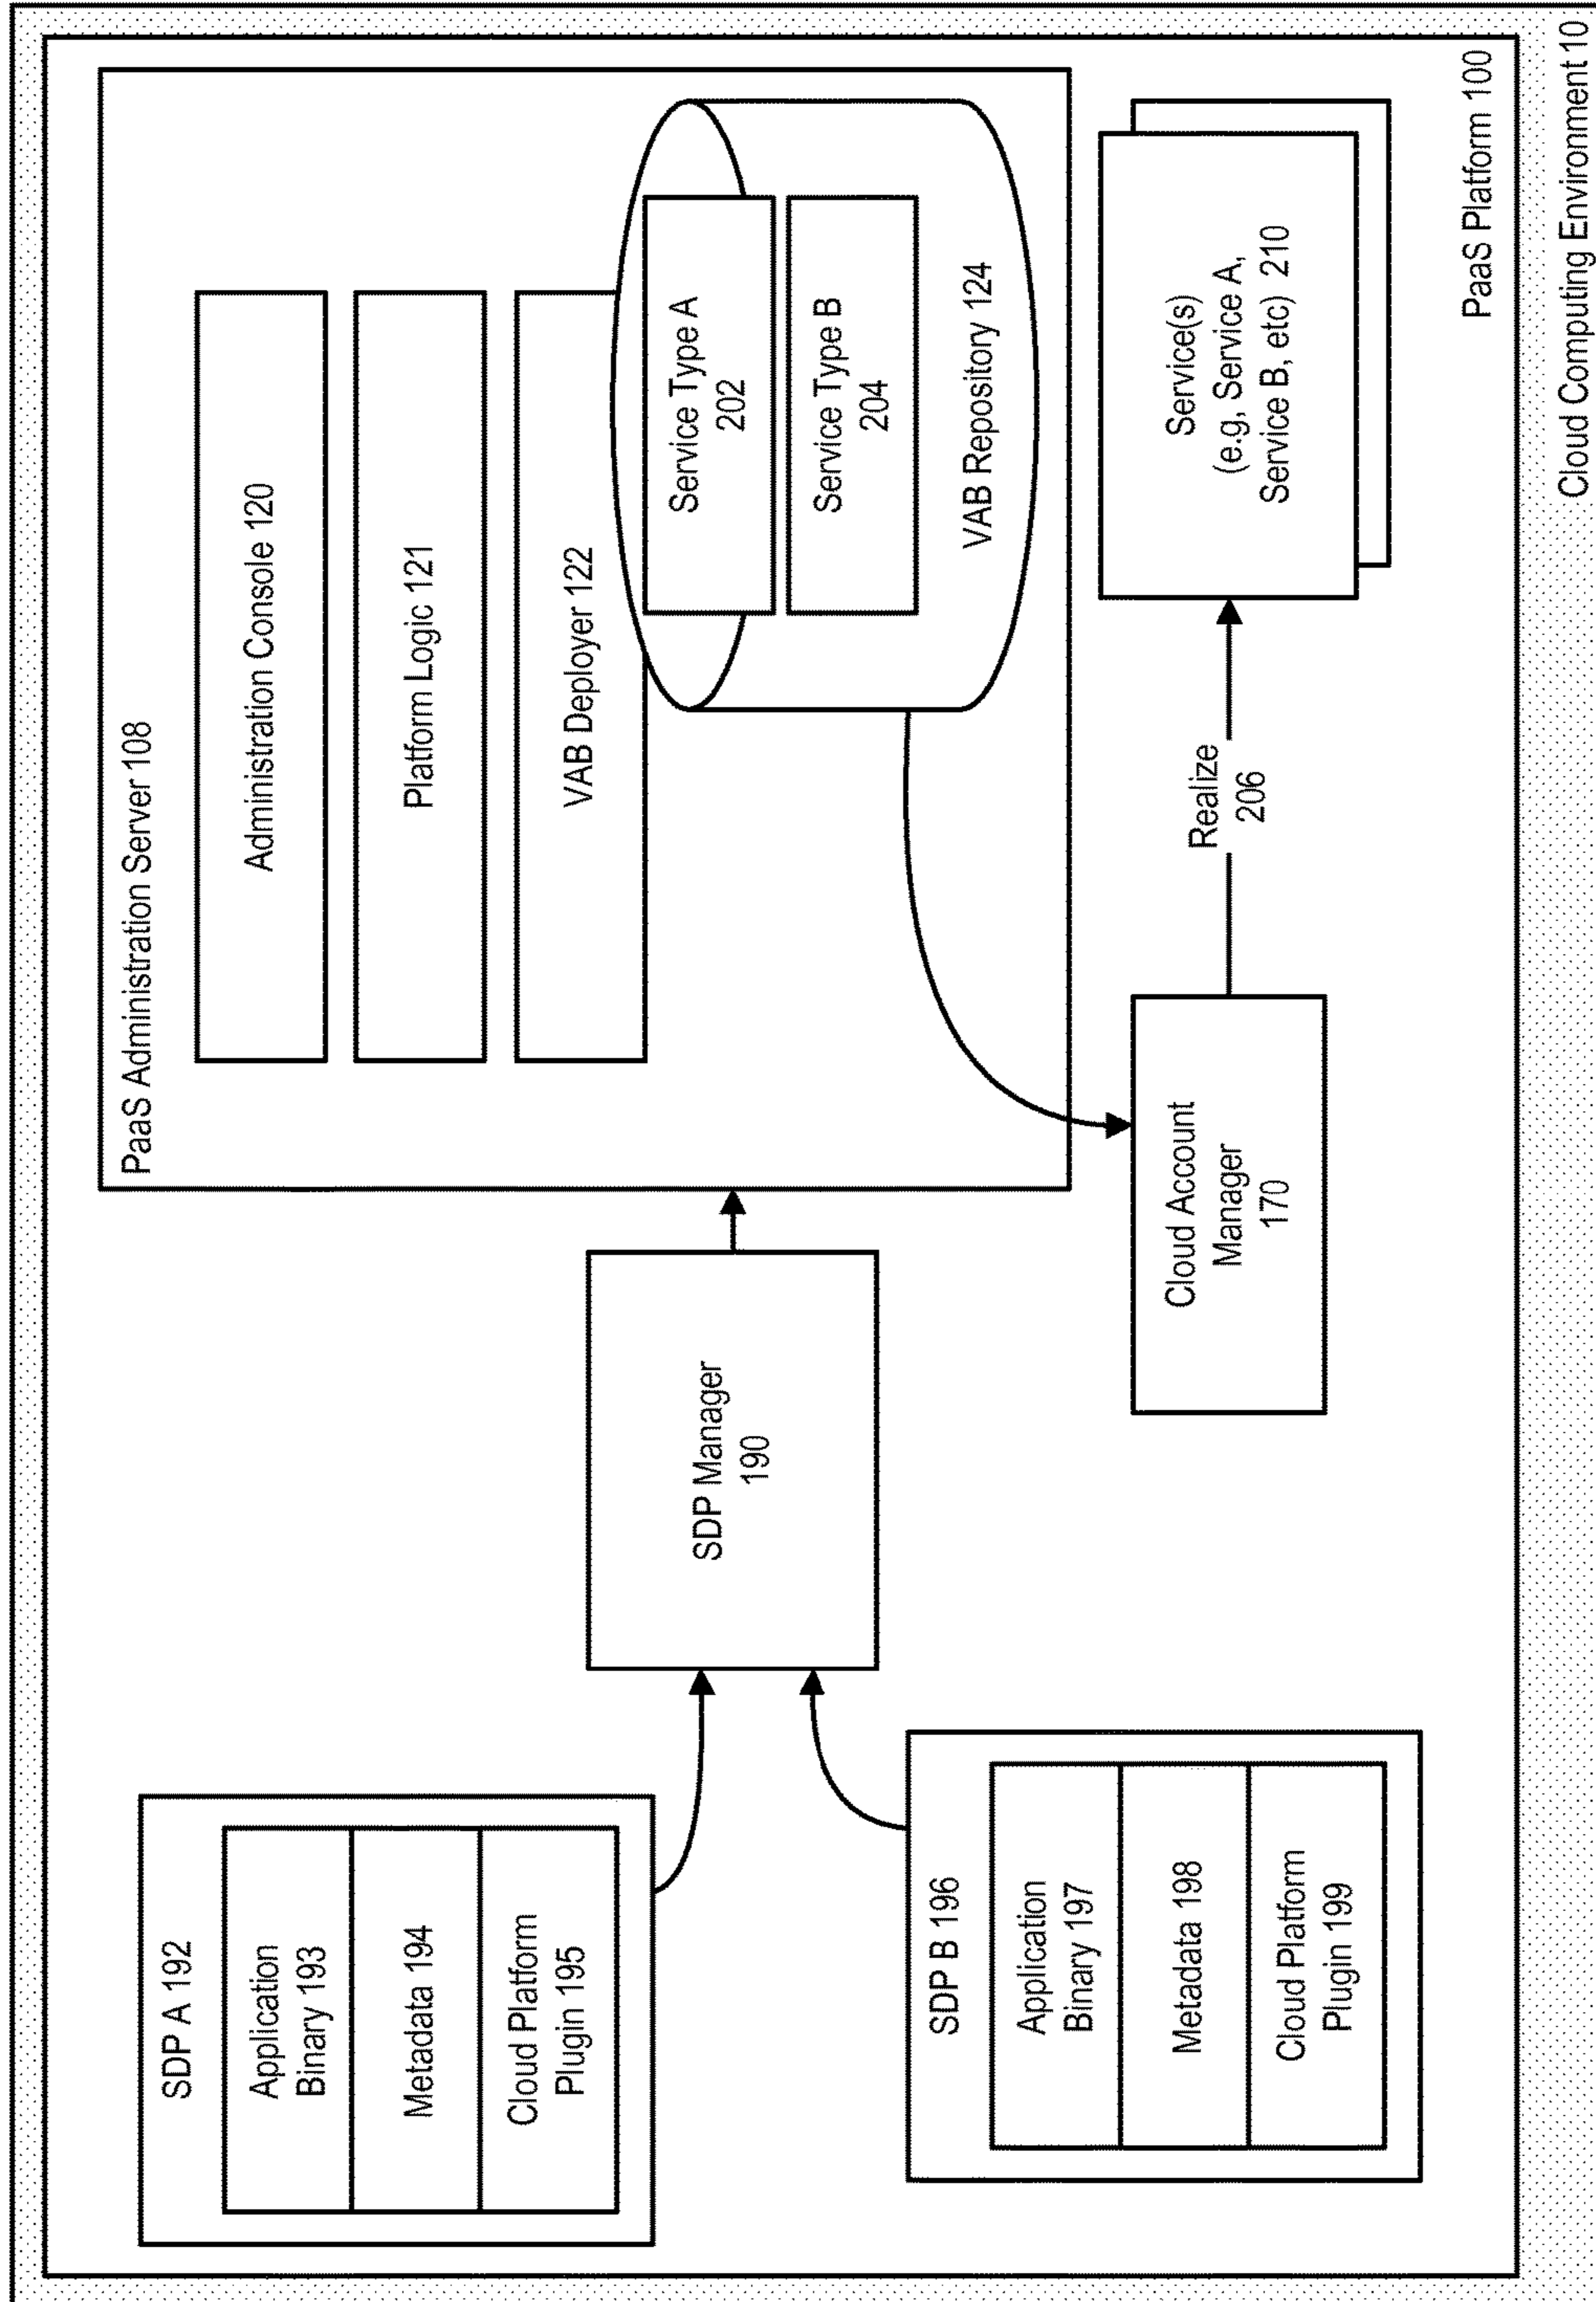 SDP A 192
Application
Binary 193
Metadata 194
Cloud Platform
Plugin 195
SDP B 196
Application
Binary 197
Metadata 198
Cloud Platform
Plugin 199
SDP Manager
190
PaaS Administration Server 108
Administration Console 120
Platform Logic 121
VAB Deployer 122
Service Type A
202
Service Type B
204
VAB Repository 124
Cloud Account
Manager
170
Realize
206
Service(s)
(e.g, Service A,
Service B, etc) 210
PaaS Platform 100
Cloud Computing Environment 10